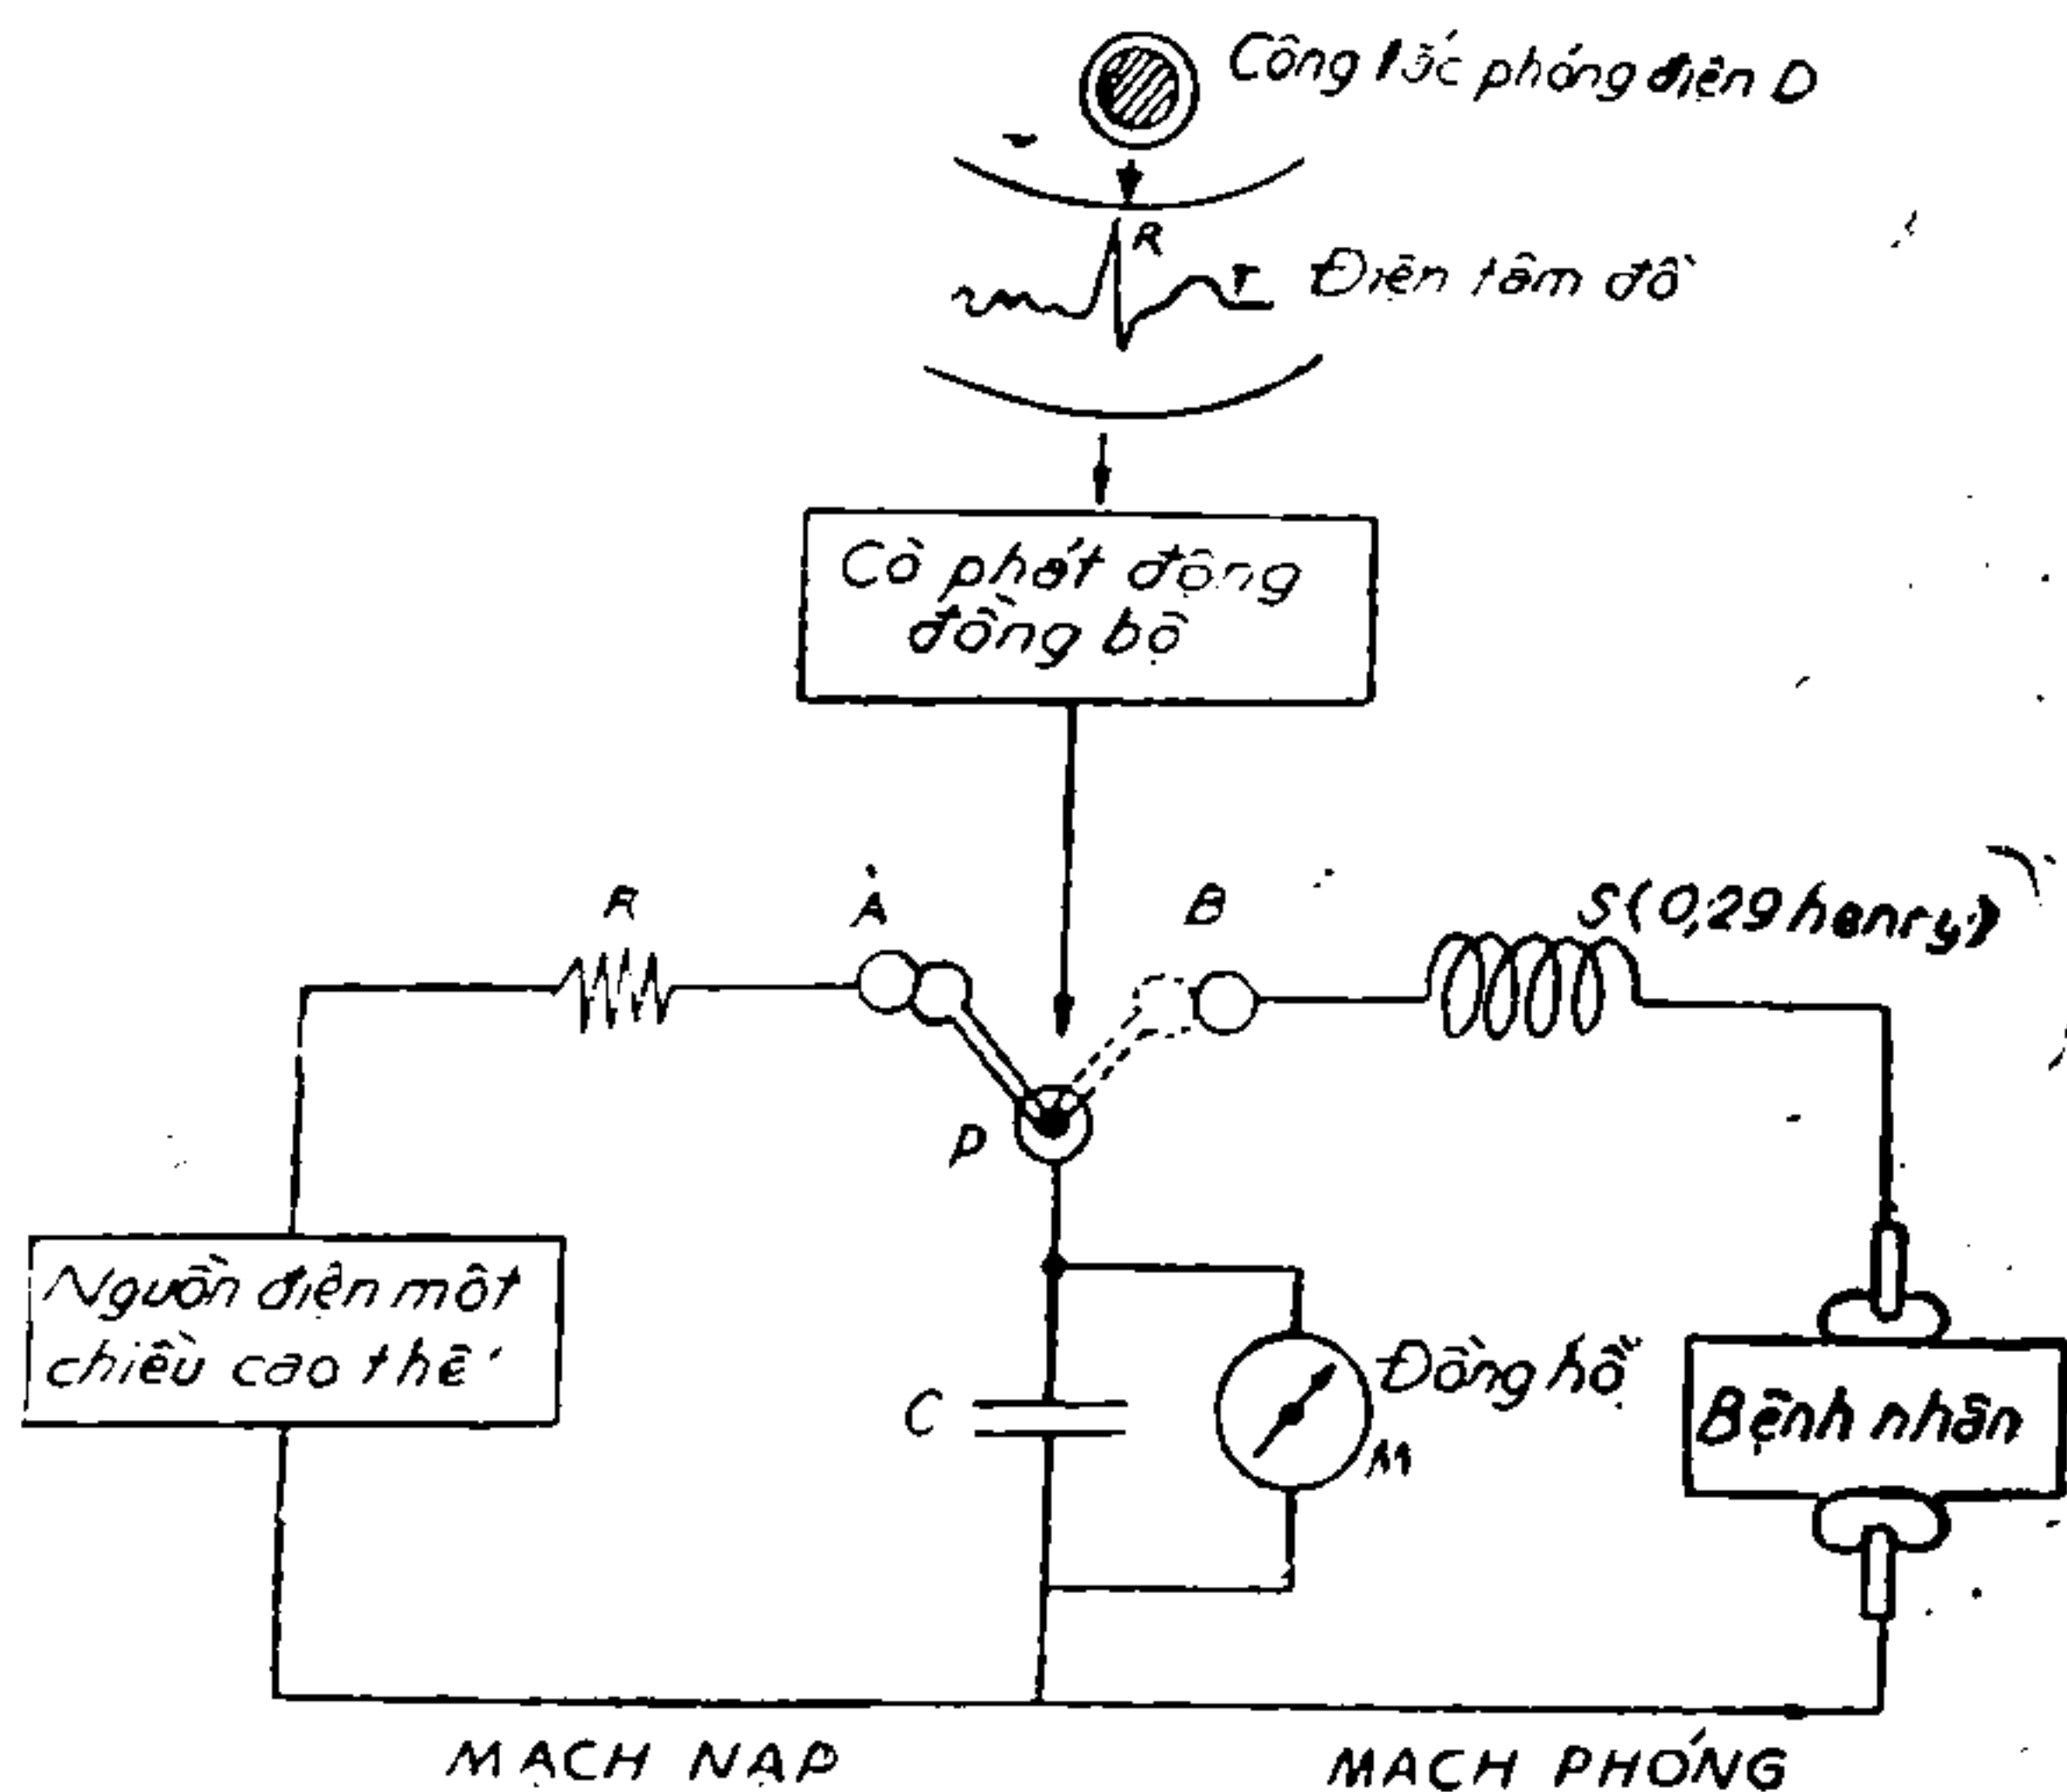 Công tắc phóng điện D
R
T Điện tâm đồ
Cò phát động
đồng bộ
R
A
B
S (0,29 henry)
P
Nguồn điện một
chiều cao thế
C
Đồng hồ
M
Bệnh nhân
MẠCH NẠP
MẠCH PHÓNG